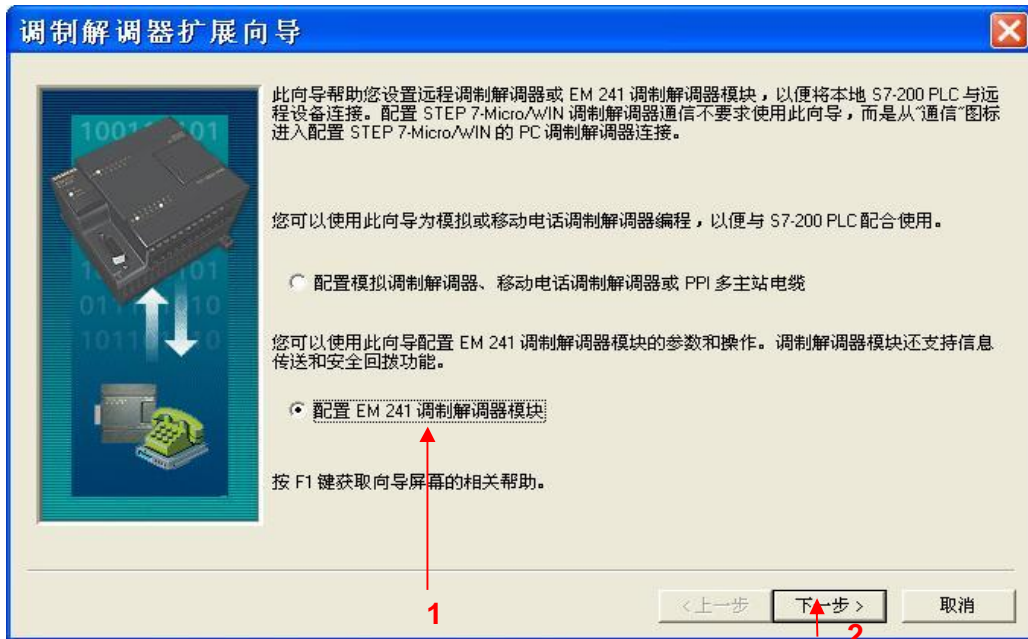 调制解调器扩展向导
此向导帮助您设置远程调制解调器或 EM 241 调制解调器模块，以便将本地 S7-200 PLC 与远
程设备连接。配置 STEP 7-Micro/WIN 调制解调器通信不要求使用此向导，而是从“通信”图标
进入配置 STEP 7-Micro/WIN 的 PC 调制解调器连接。
您可以使用此向导为模拟或移动电话调制解调器编程，以便与 S7-200 PLC 配合使用。
配置模拟调制解调器、移动电话调制解调器或 PPI 多主站电缆
您可以使用此向导配置 EM 241 调制解调器模块的参数和操作。调制解调器模块还支持信息
传送和安全回拨功能。
配置 EM 241 调制解调器模块
按 F1 键获取向导屏幕的相关帮助。
<上一步 下一步> 取消
1
2